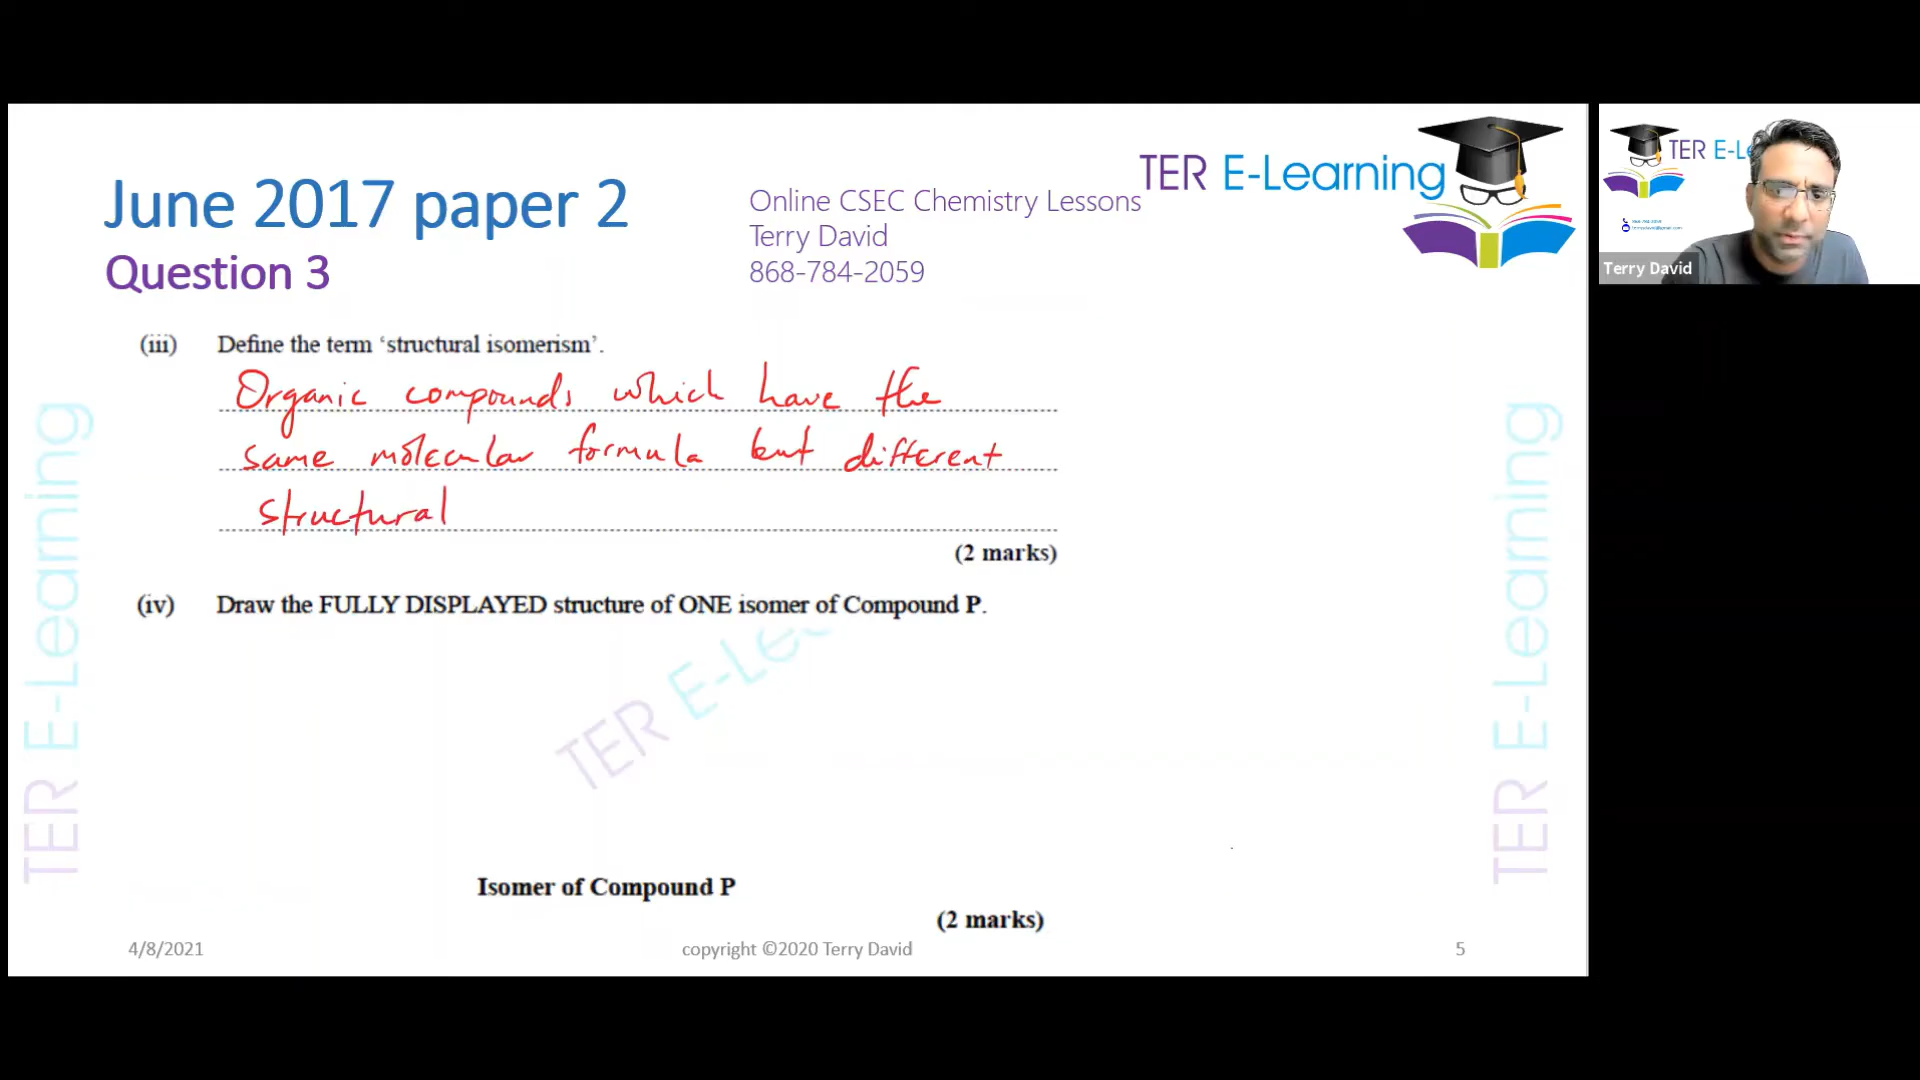 June 2017 paper 2
Question 3
Online CSEC Chemistry Lessons
Terry David
868-784-2059
TER E-Learning
TER E-Le
Terry David
(iii) Define the term ‘structural isomerism’.
Organic compounds which have the
same molecular formula but different
structural
(2 marks)
(iv) Draw the FULLY DISPLAYED structure of ONE isomer of Compound P.
TER E-Lea
TER E-Learning
TER E-Learning
Isomer of Compound P
(2 marks)
4/8/2021
copyright ©2020 Terry David
5